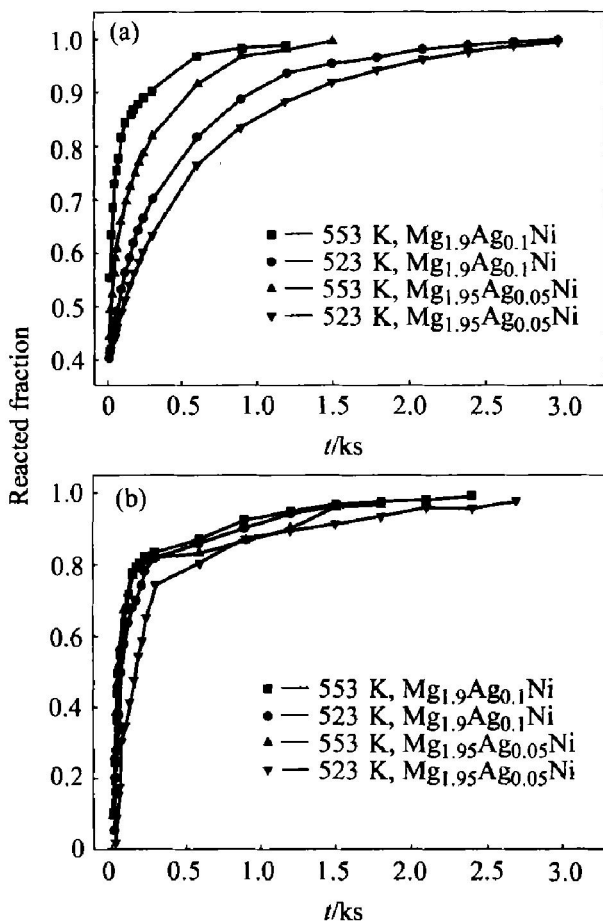 (a)
1.0
0.9
0.8
0.7
0.6
0.5
0.4
553 K, Mg₁.₉Ag₀.₁Ni
523 K, Mg₁.₉Ag₀.₁Ni
553 K, Mg₁.₉₅Ag₀.₀₅Ni
523 K, Mg₁.₉₅Ag₀.₀₅Ni
0 0.5 1.0 1.5 2.0 2.5 3.0
t/ks
Reacted fraction
(b)
1.0
0.8
0.6
0.4
0.2
0
553 K, Mg₁.₉Ag₀.₁Ni
523 K, Mg₁.₉Ag₀.₁Ni
553 K, Mg₁.₉₅Ag₀.₀₅Ni
523 K, Mg₁.₉₅Ag₀.₀₅Ni
0 0.5 1.0 1.5 2.0 2.5 3.0
t/ks